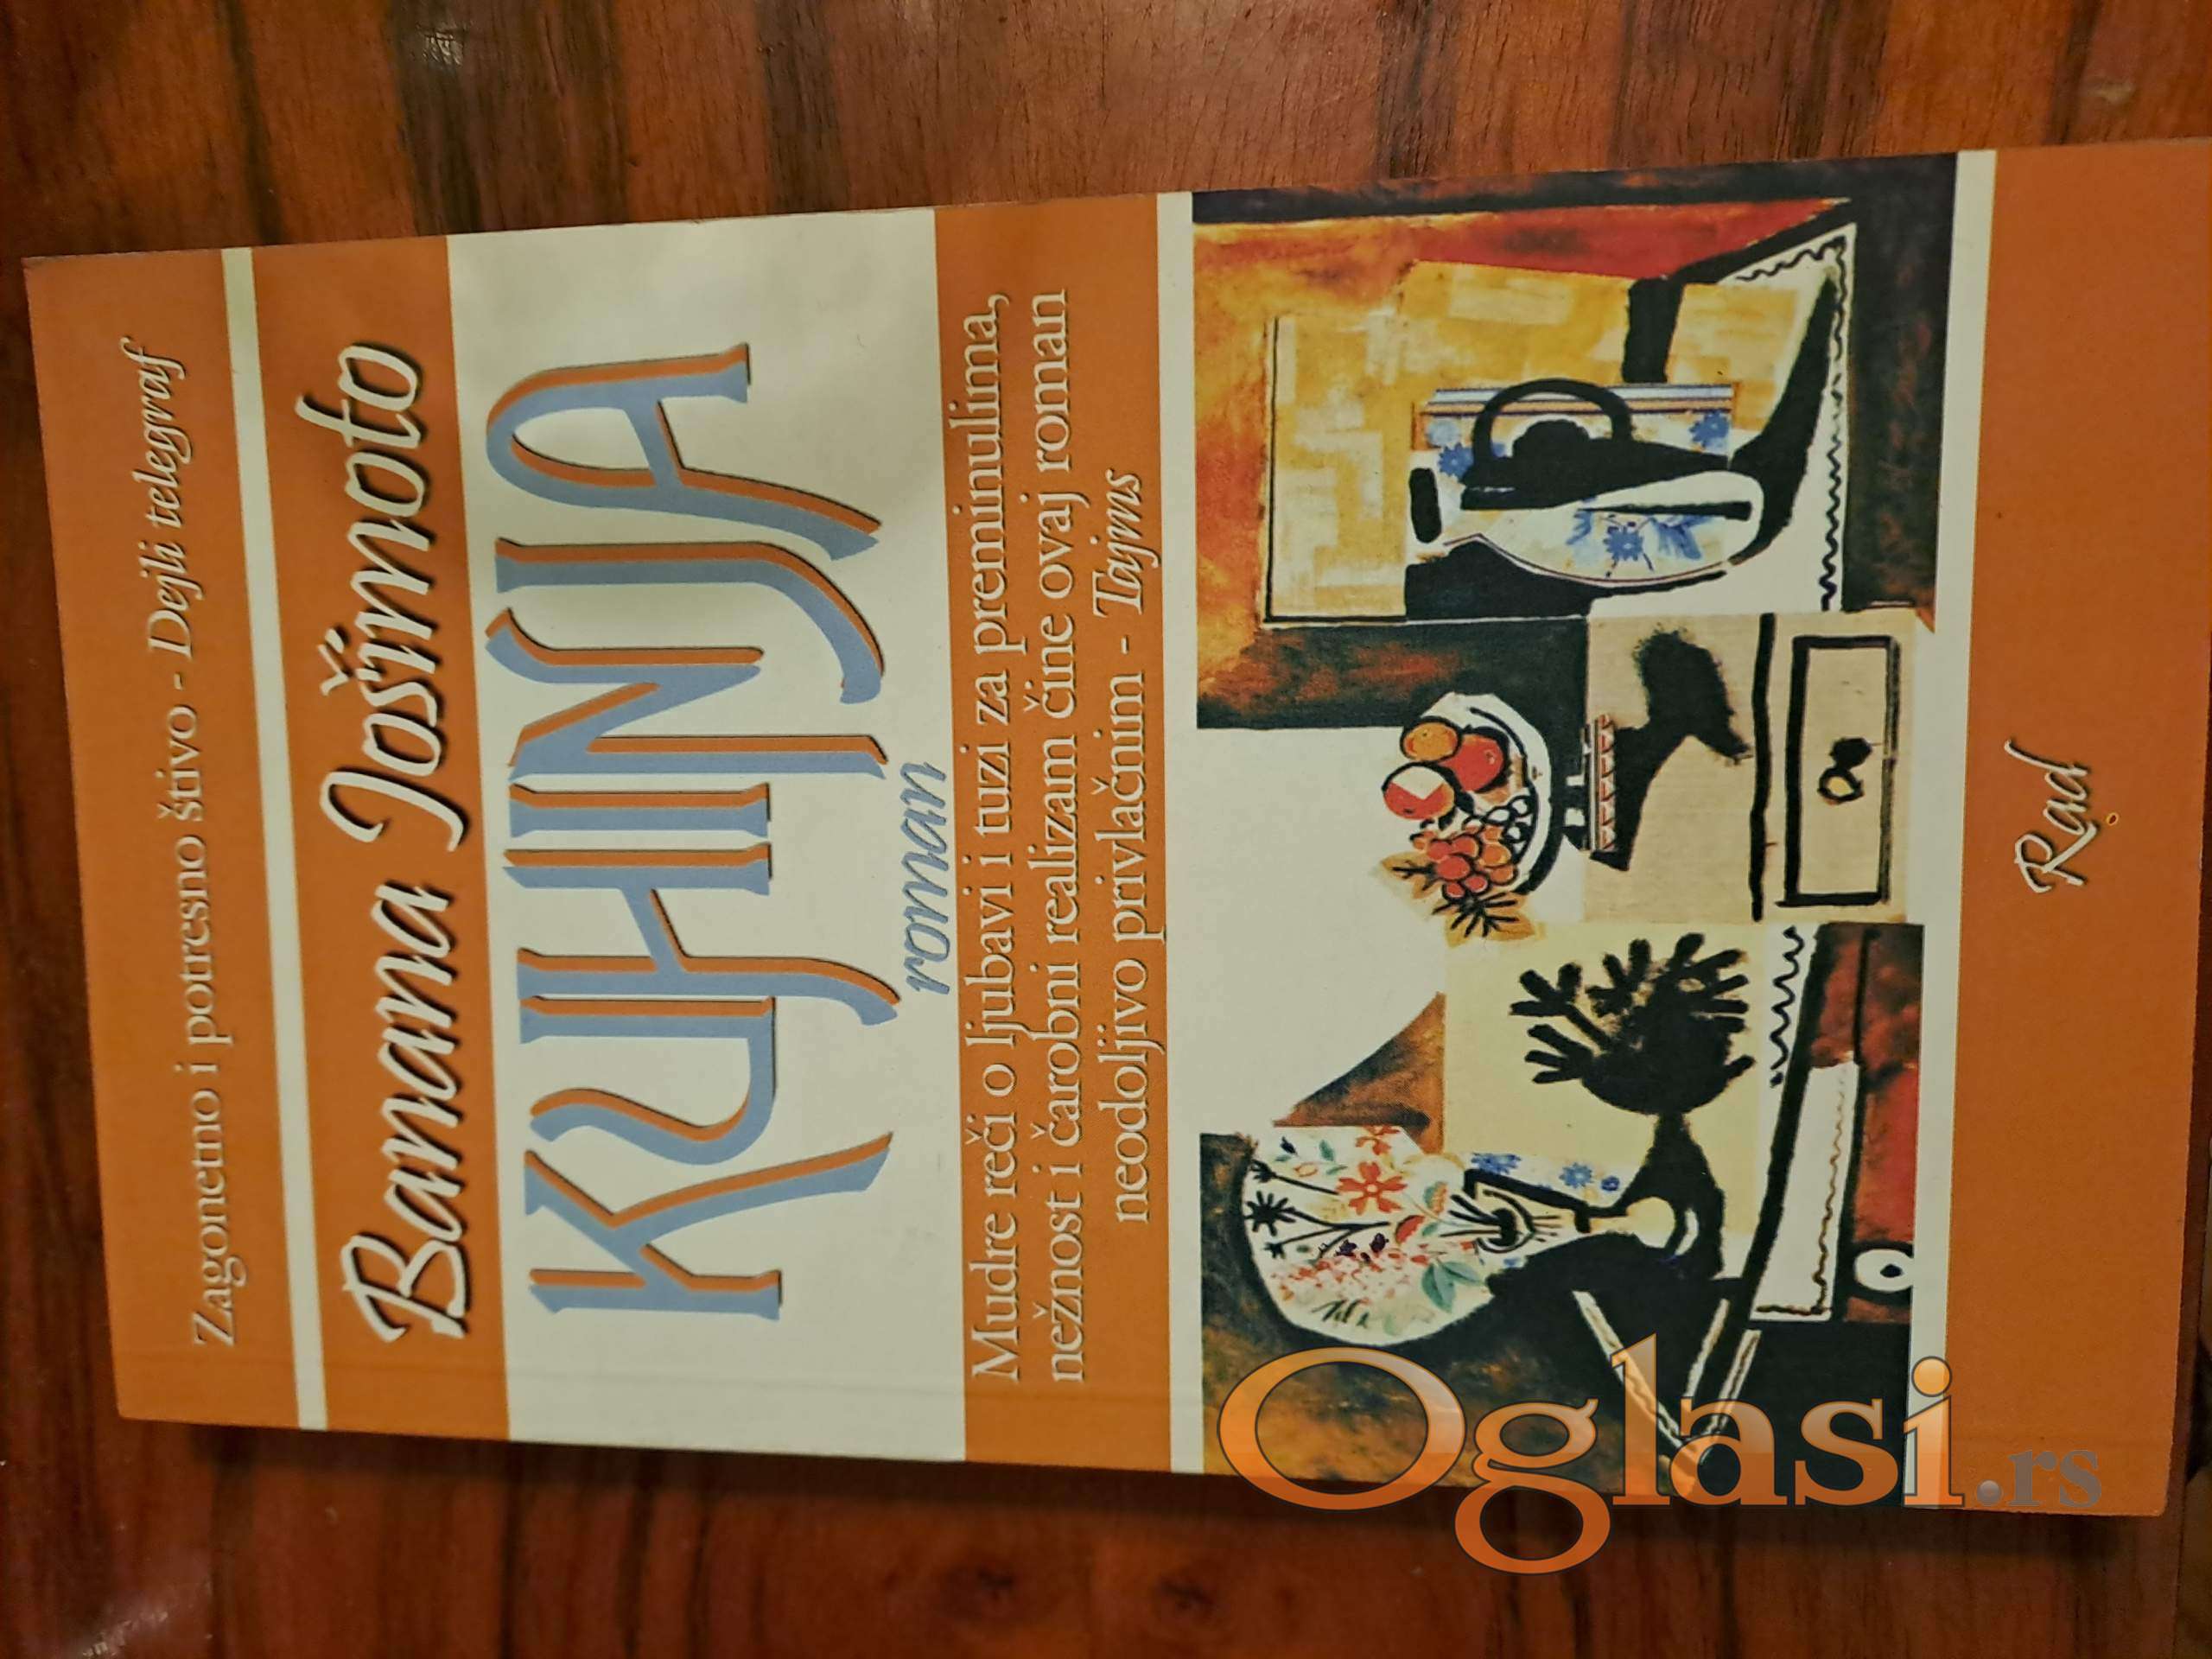 Zagonetno i potresno štivo - Dejli telegraf
Banana Jošimoto
KUHINJA
roman
Mudre reči o ljubavi i tuzi za preminulima,
nežnost i čarobni realizam čine ovaj roman
neodoljivo privlačnim - Tajms
Rad
Oglasi.rs